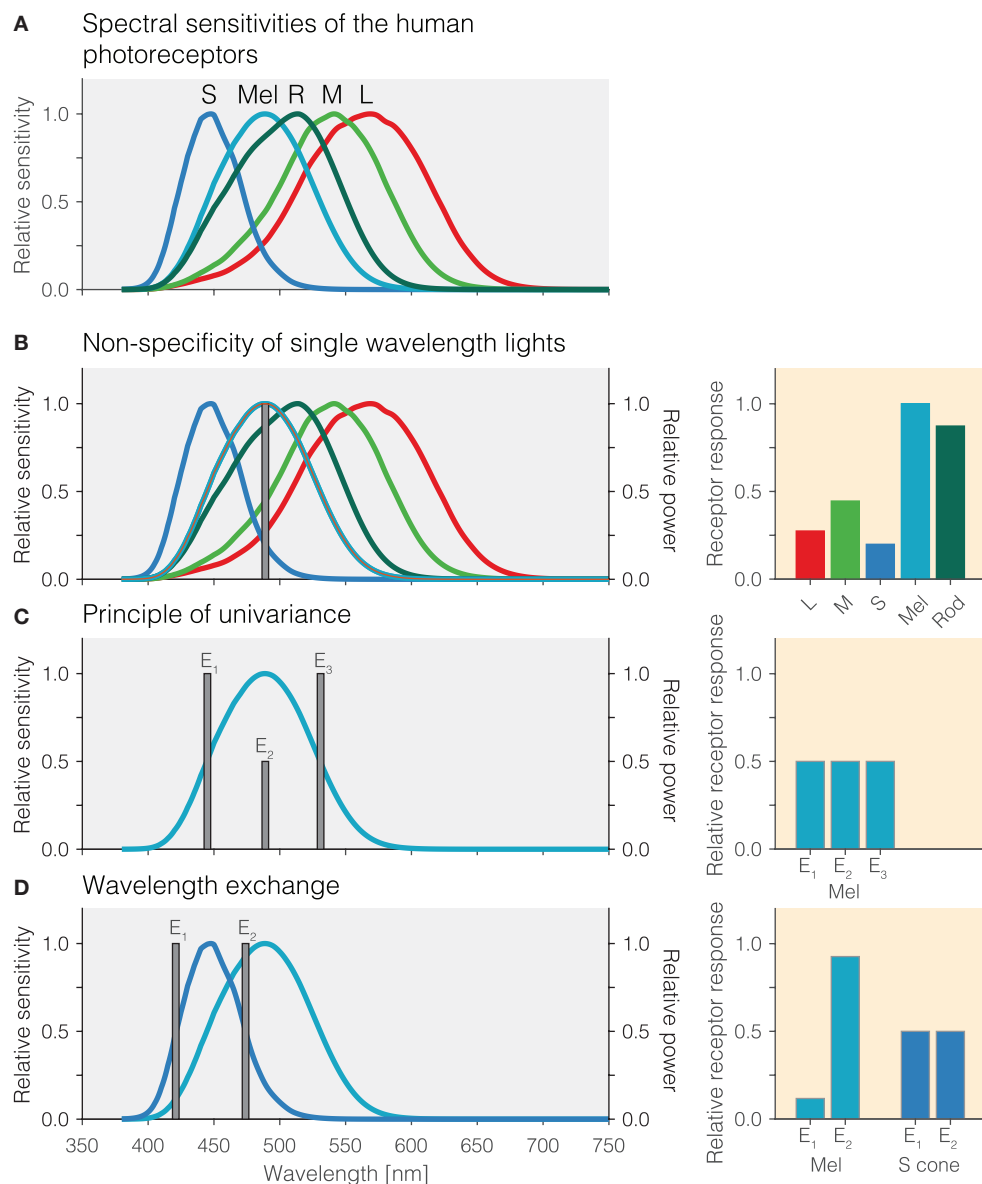 A Spectral sensitivities of the human
photoreceptors
Relative sensitivity
1.0
0.5
0.0
S Mel R M L
B Non-specificity of single wavelength lights
Relative sensitivity
1.0
0.5
0.0
1.0
0.5
0.0
Relative power
Receptor response
1.0
0.5
0.0
L M S Mel Rod
C Principle of univariance
Relative sensitivity
1.0
0.5
0.0
E1 E2 E3
1.0
0.5
0.0
Relative power
Relative receptor response
1.0
0.5
0.0
E1 E2 E3
Mel
D Wavelength exchange
Relative sensitivity
1.0
0.5
0.0
E1 E2
1.0
0.5
0.0
Relative power
350 400 450 500 550 600 650 700 750
Wavelength [nm]
Relative receptor response
1.0
0.5
0.0
E1 E2 E1 E2
Mel S cone